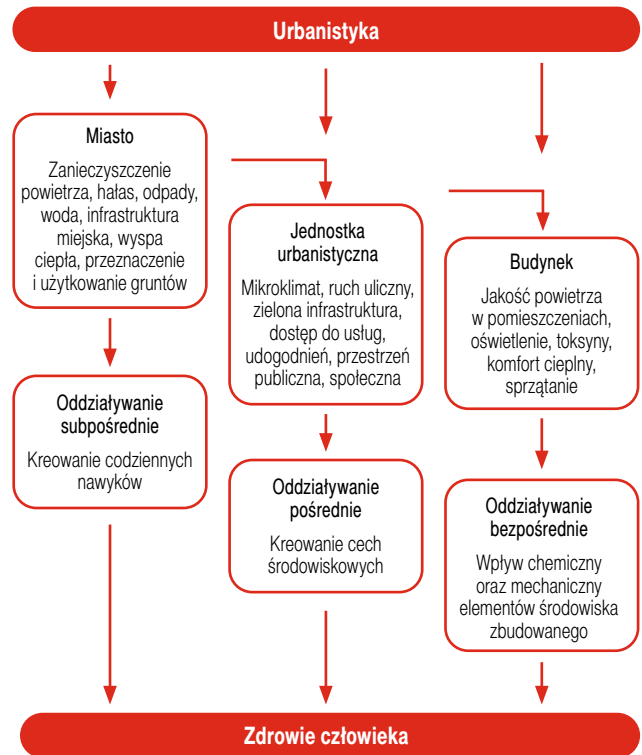 Urbanistyka
Miasto
Zanieczyszczenie
powietrza, hałas, odpady,
woda, infrastruktura
miejska, wyspa
ciepła, przeznaczenie
i użytkowanie gruntów
Oddziaływanie
subpośrednie
Kreowanie codziennych
nawyków
Jednostka
urbanistyczna
Mikroklimat, ruch uliczny,
zielona infrastruktura,
dostęp do usług,
udogodnień, przestrzeń
publiczna, społeczna
Oddziaływanie
pośrednie
Kreowanie cech
środowiskowych
Budynek
Jakość powietrza
w pomieszczeniach,
oświetlenie, toksyny,
komfort cieplny,
sprzątanie
Oddziaływanie
bezpośrednie
Wpływ chemiczny
oraz mechaniczny
elementów środowiska
zbudowanego
Zdrowie człowieka